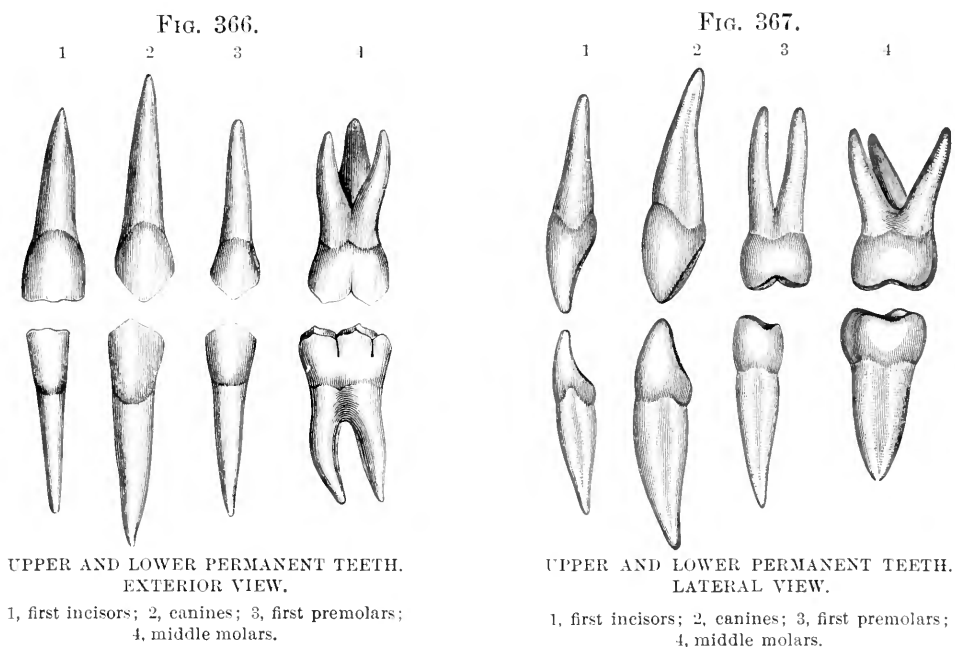 FIG. 366.
1 2 3 4
UPPER AND LOWER PERMANENT TEETH.
EXTERIOR VIEW.
1, first incisors; 2, canines; 3, first premolars;
4, middle molars.
FIG. 367.
1 2 3 4
UPPER AND LOWER PERMANENT TEETH.
LATERAL VIEW.
1, first incisors; 2, canines; 3, first premolars;
4, middle molars.